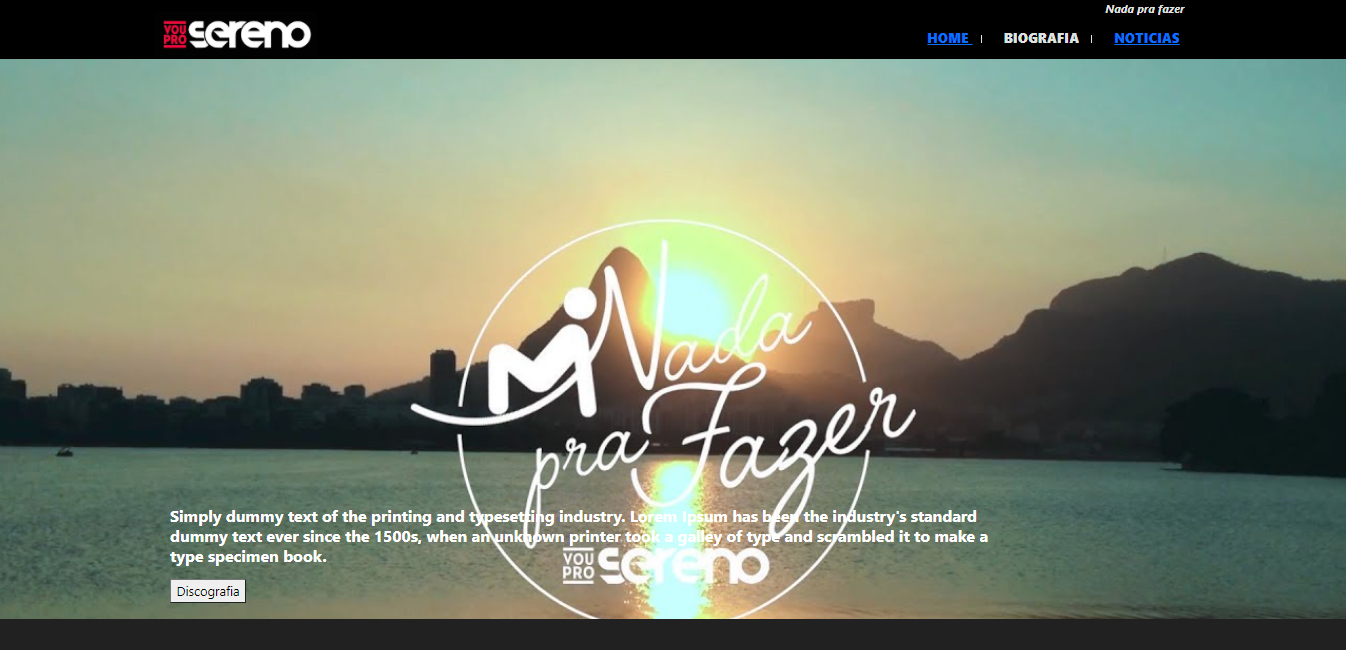 Nada pra fazer
VOU PRO sereno
HOME | BIOGRAFIA | NOTICIAS
Nada
pra Fazer
Simply dummy text of the printing and typesetting industry. Lorem Ipsum has been the industry's standard
dummy text ever since the 1500s, when an unknown printer took a galley of type and scrambled it to make a
type specimen book.
VOU PRO sereno
Discografia